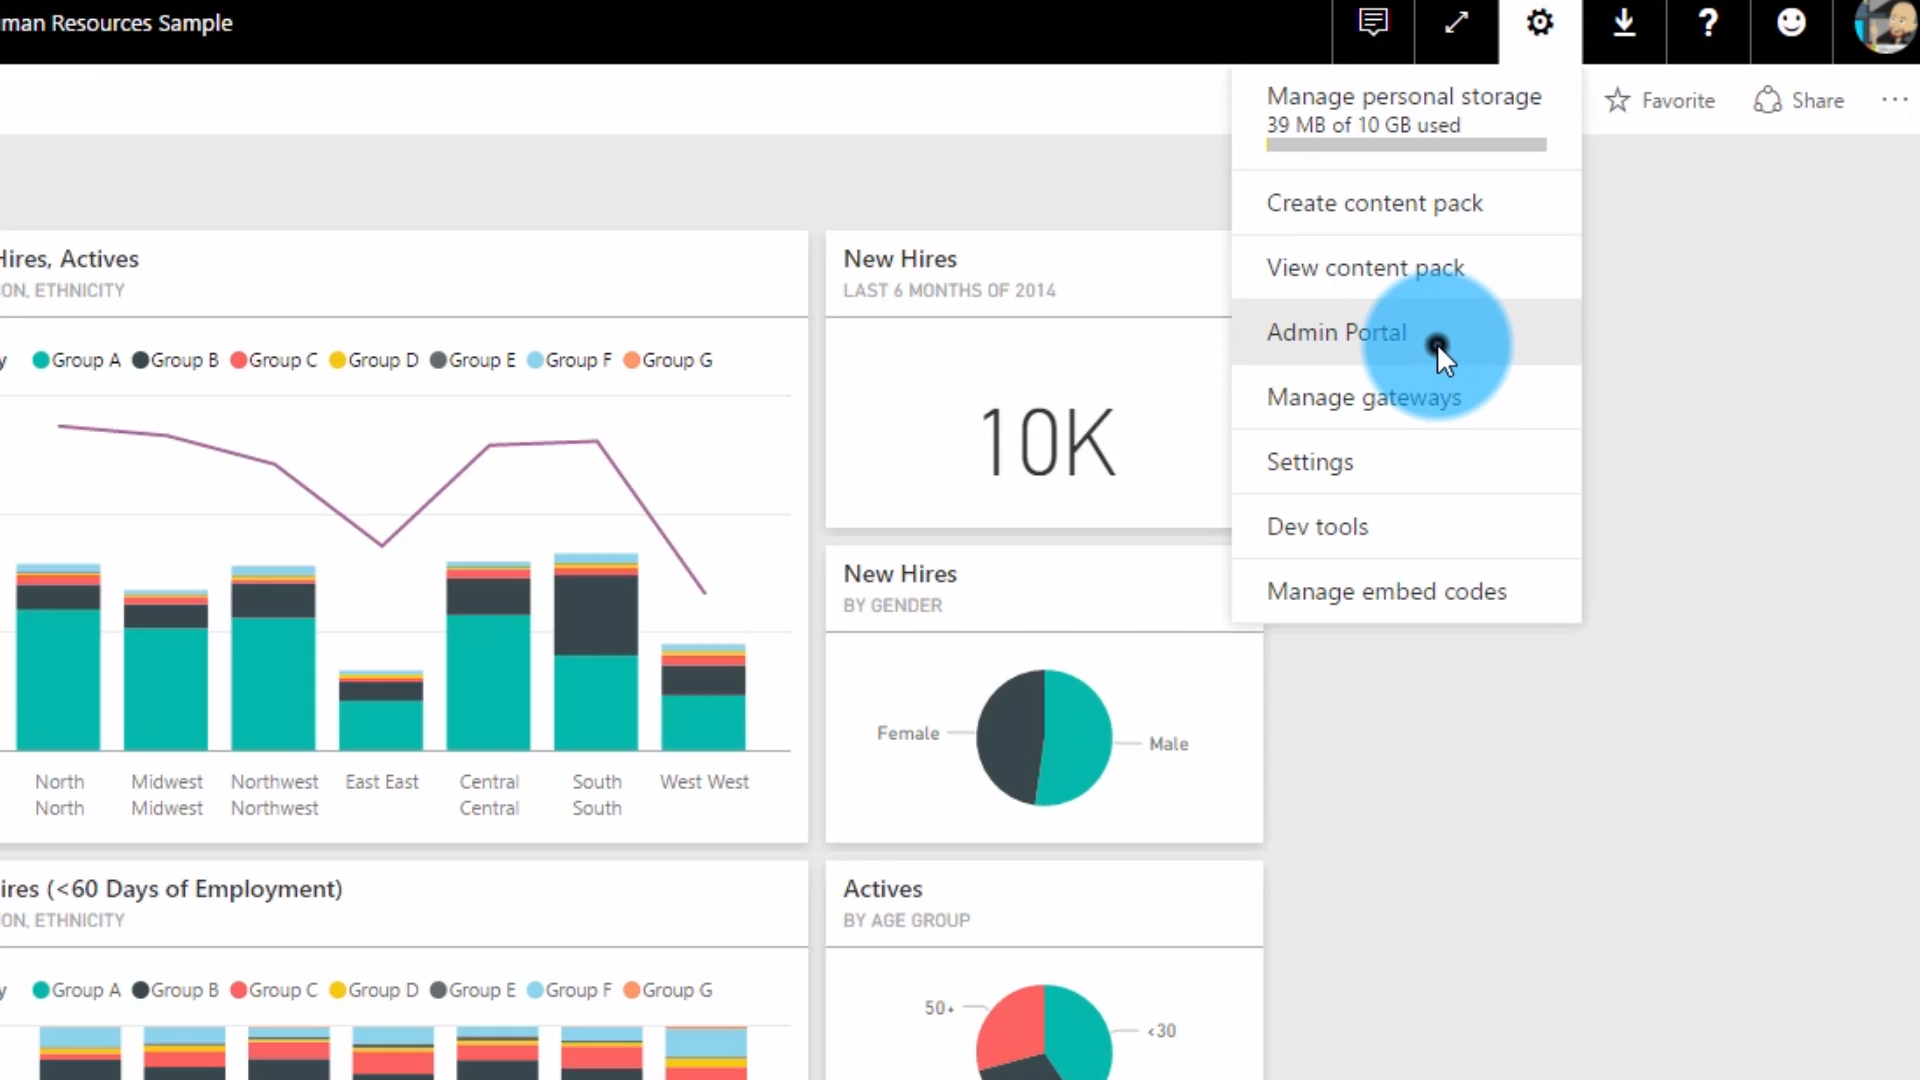 man Resources Sample
?
Manage personal storage
39 MB of 10 GB used
Favorite
Share
Create content pack
View content pack
Admin Portal
Manage gateways
Settings
Dev tools
Manage embed codes
Hires, Actives
ON, ETHNICITY
y Group A Group B Group C Group D Group E Group F Group G
North Midwest Northwest East East Central South West West
North Midwest Northwest Central South
New Hires
LAST 6 MONTHS OF 2014
10K
New Hires
BY GENDER
Female
Male
ires (<60 Days of Employment)
ON, ETHNICITY
y Group A Group B Group C Group D Group E Group F Group G
Actives
BY AGE GROUP
50+
<30